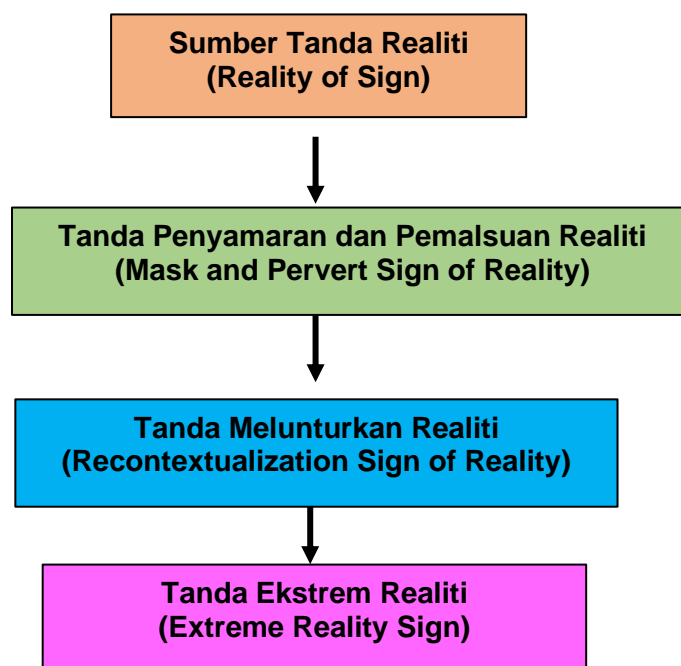 Sumber Tanda Realiti
(Reality of Sign)
Tanda Penyamaran dan Pemalsuan Realiti
(Mask and Pervert Sign of Reality)
Tanda Melunturkan Realiti
(Recontextualization Sign of Reality)
Tanda Ekstrem Realiti
(Extreme Reality Sign)